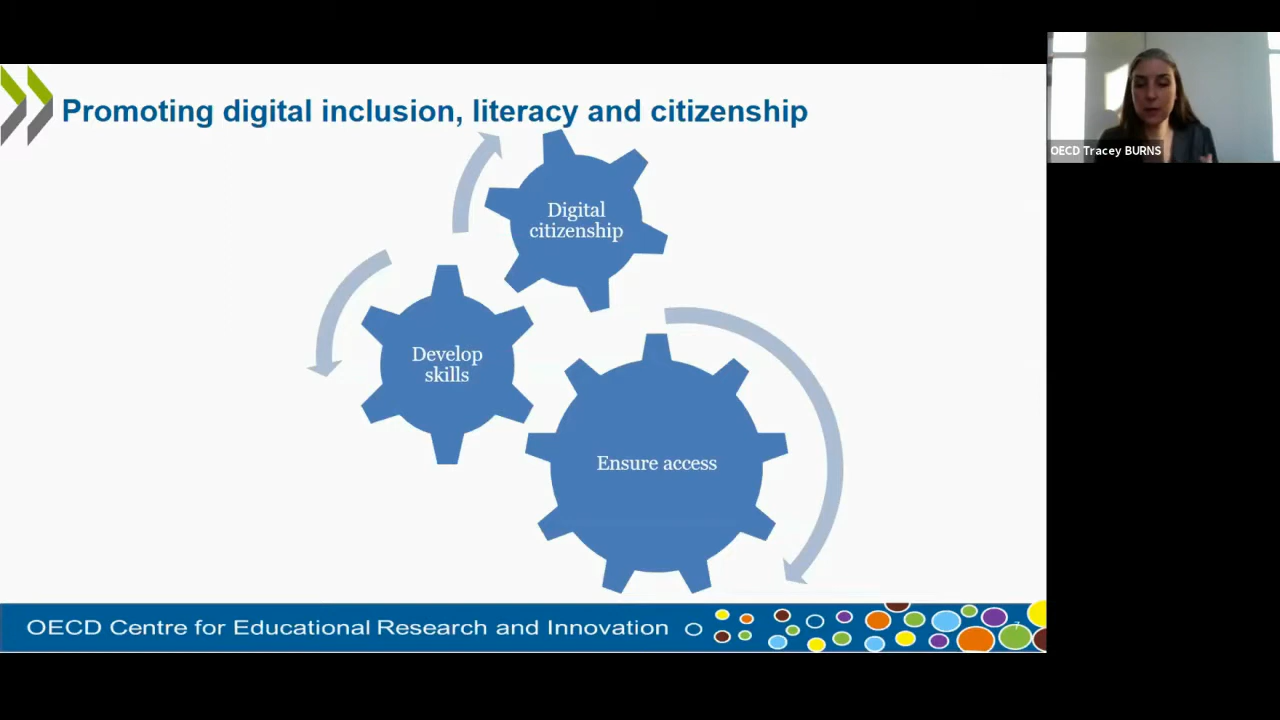 Promoting digital inclusion, literacy and citizenship
OECD Tracey BURNS
Digital
citizenship
Develop
skills
Ensure access
OECD Centre for Educational Research and Innovation
7